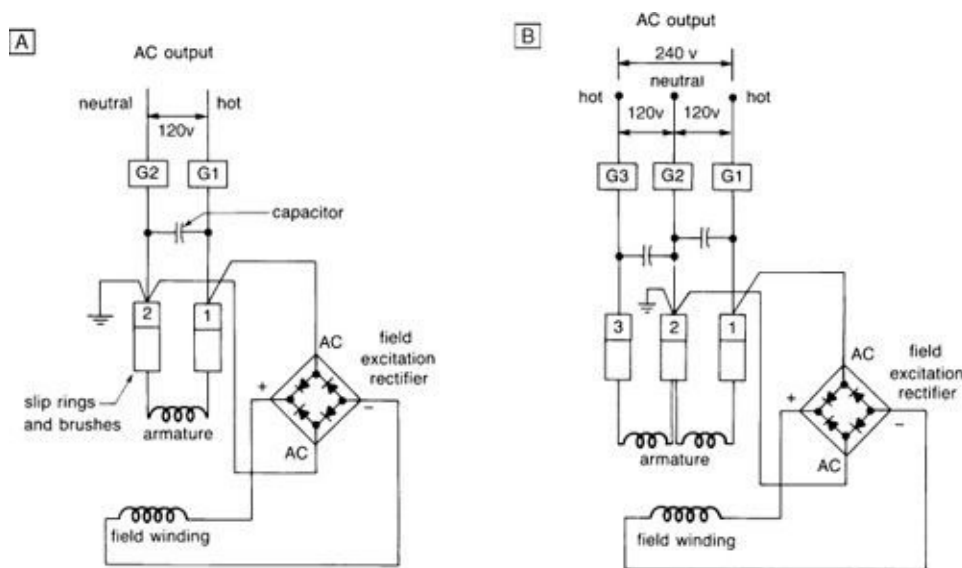 A
AC output
neutral
hot
120v
G2
G1
capacitor
2
1
AC
field
excitation
rectifier
+
−
slip rings
and brushes
armature
AC
field winding
B
AC output
240 v
neutral
hot
hot
120v
120v
G3
G2
G1
3
2
1
AC
field
excitation
rectifier
+
−
armature
AC
field winding